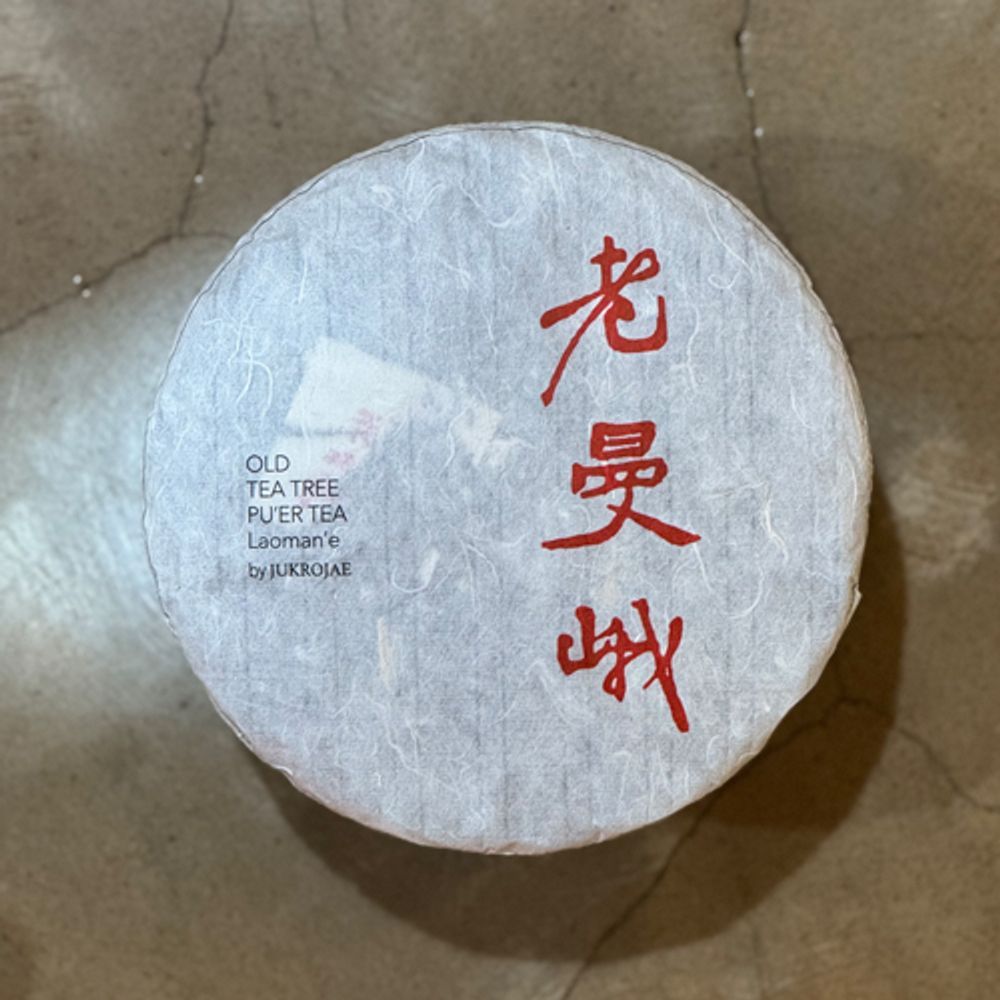 老曼峨
OLD
TEA TREE
PU'ER TEA
Laoman'e
by JUKROJAE